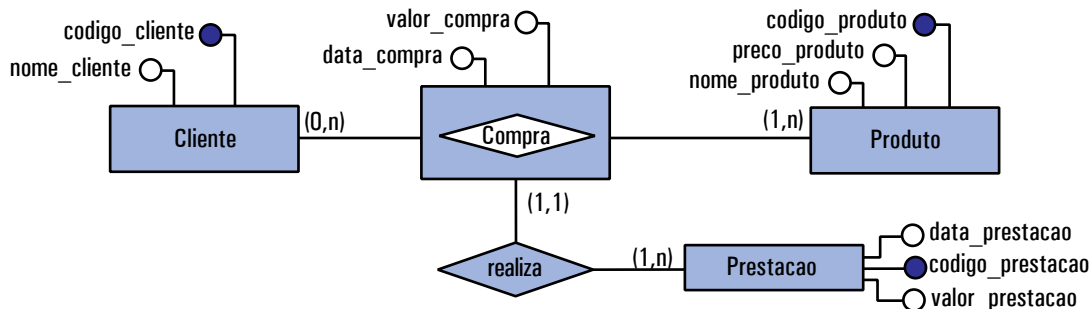 codigo_cliente
nome_cliente
valor_compra
data_compra
codigo_produto
preco_produto
nome_produto
Cliente
(0,n)
Compra
(1,n)
Produto
(1,1)
realiza
(1,n)
Prestacao
data_prestacao
codigo_prestacao
valor_prestacao